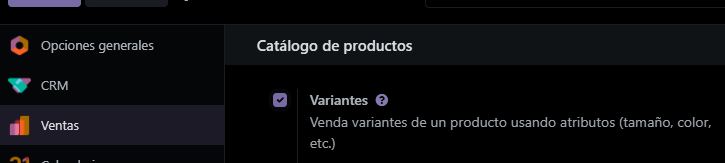 Opciones generales
Catálogo de productos
CRM
Variantes
Ventas
Venda variantes de un producto usando atributos (tamaño, color,
etc.)